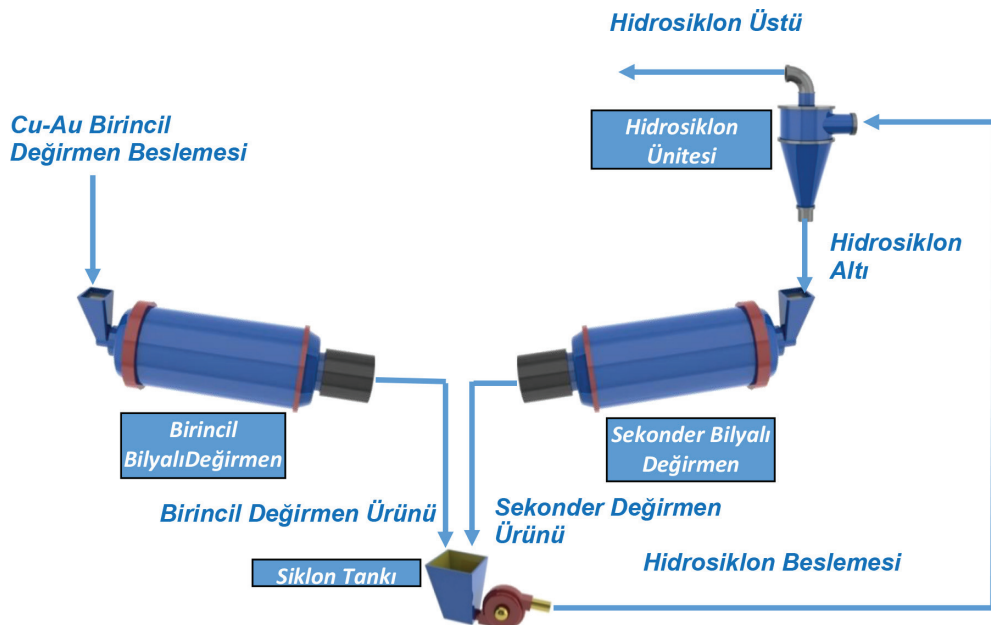 Hidrosiklon Üstü
Cu-Au Birincil
Değirmen Beslemesi
Hidrosiklon
Ünitesi
Hidrosiklon
Altı
Birincil
BilyalıDeğirmen
Sekonder Bilyalı
Değirmen
Birincil Değirmen Ürünü
Sekonder Değirmen
Ürünü
Siklon Tankı
Hidrosiklon Beslemesi